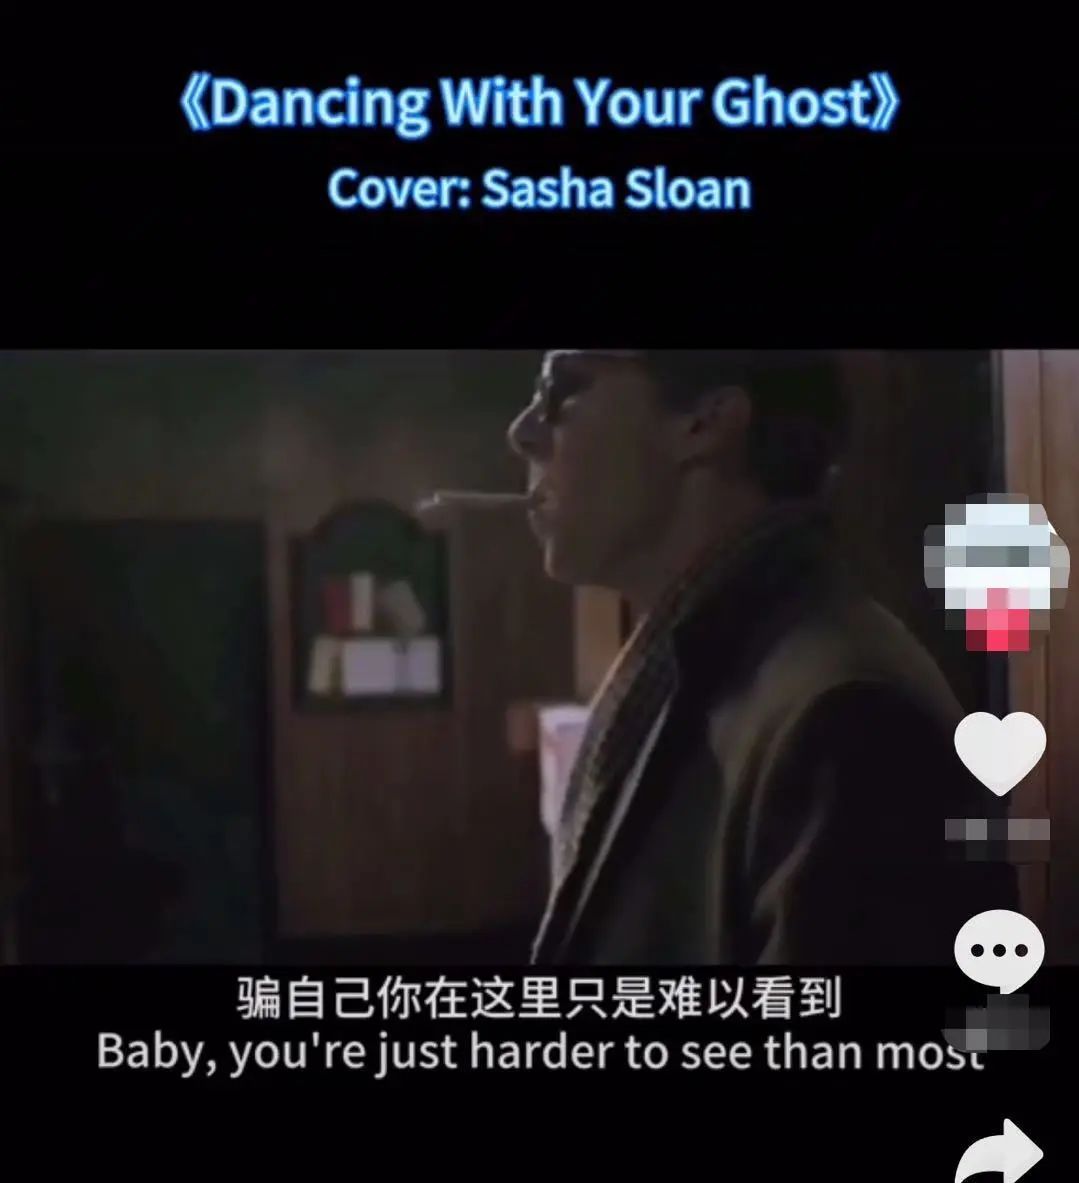 《Dancing With Your Ghost》
Cover: Sasha Sloan
骗自己你在这里只是难以看到
Baby, you're just harder to see than most